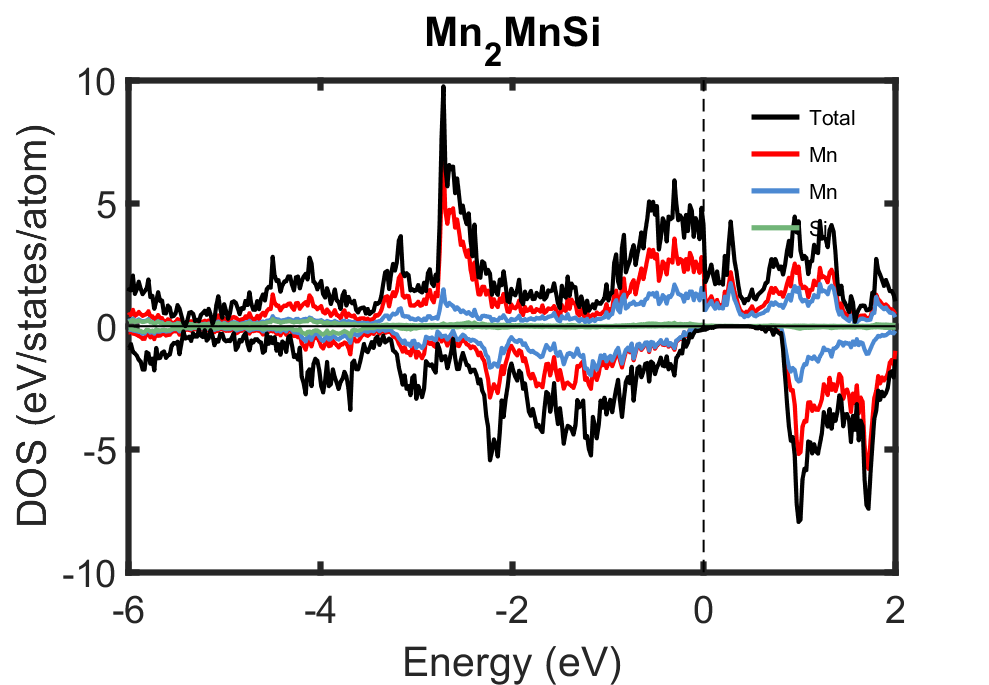 Mn2MnSi
DOS (eV/states/atom)
10
5
0
-5
-10
Total
Mn
Mn
Si
-6 -4 -2 0 2
Energy (eV)